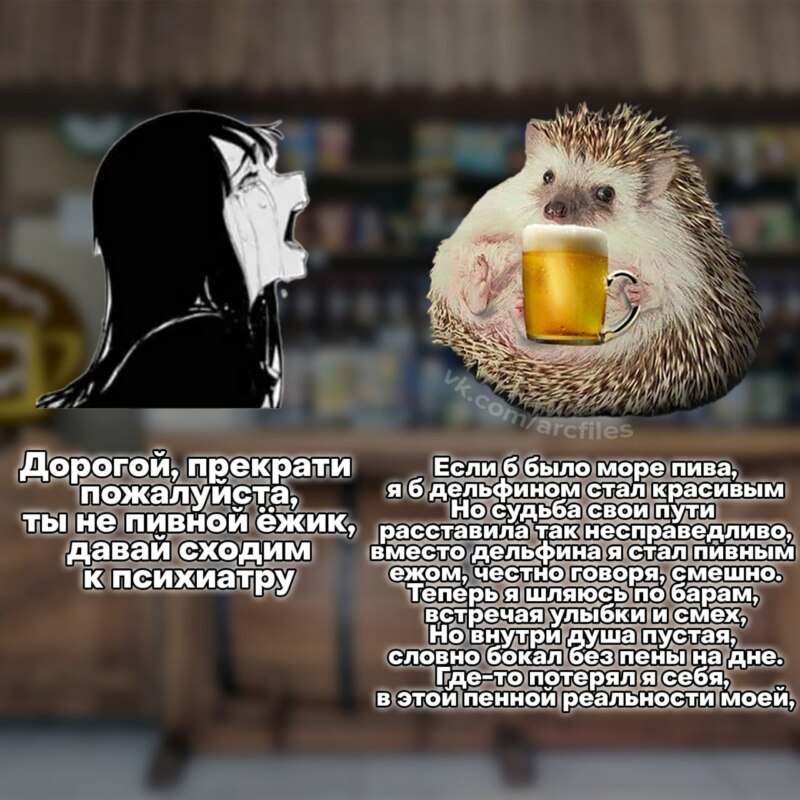 vk.com/arcfiles
Дорогой, прекрати
пожалуйста,
ты не пивной ёжик,
давай сходим
к психиатру
Если б было море пива,
я б дельфином стал красивым
Но судьба свои пути
расставила так несправедливо,
вместо дельфина я стал пивным
ежом, честно говоря, смешно.
Теперь я шляюсь по барам,
встречая улыбки и смех,
Но внутри душа пустая,
словно бокал без пены на дне.
Где-то потерял я себя,
в этой пенной реальности моей,